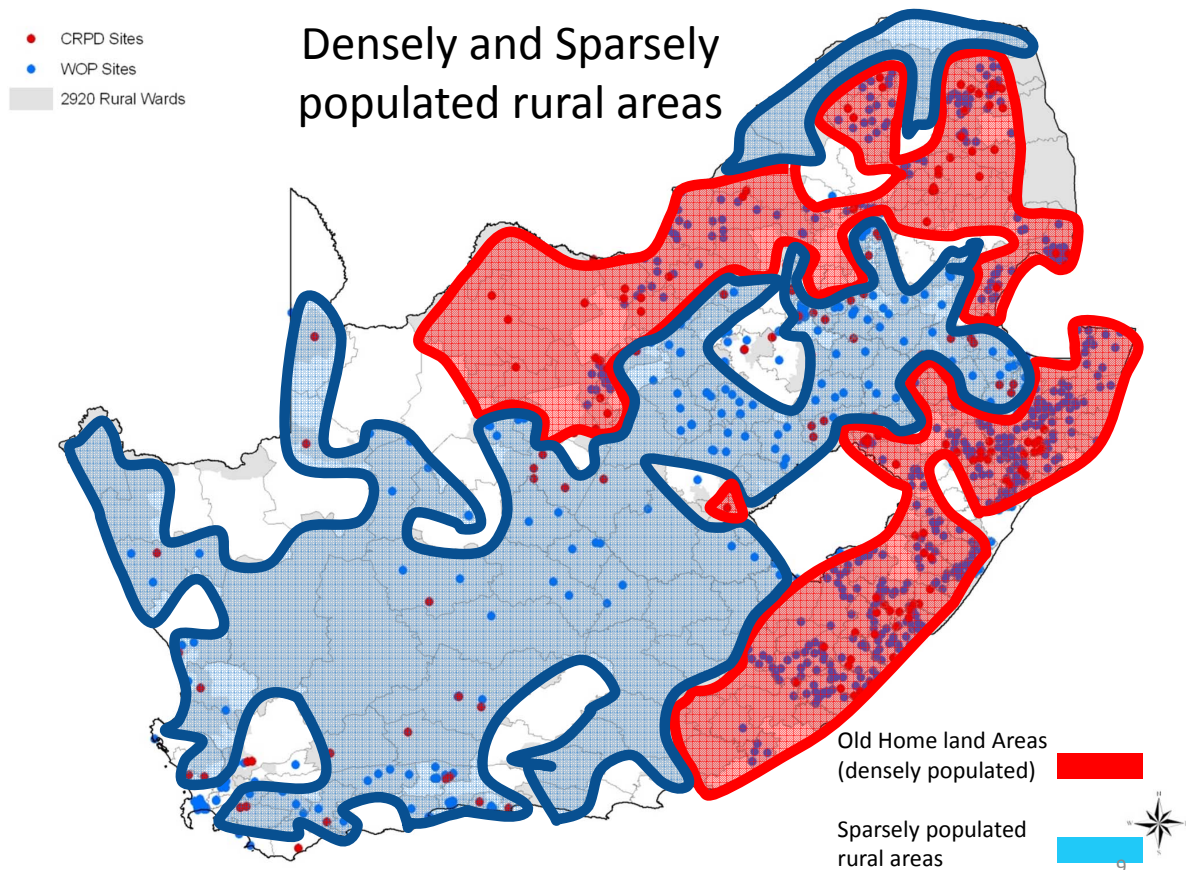 Densely and Sparsely
populated rural areas
CRPD Sites
WOP Sites
2920 Rural Wards
Old Home land Areas
(densely populated)
Sparsely populated
rural areas
9